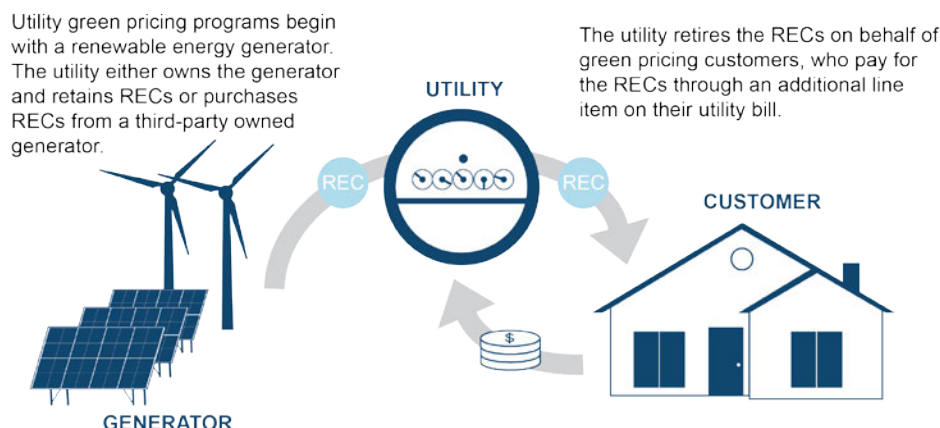 Utility green pricing programs begin
with a renewable energy generator.
The utility either owns the generator
and retains RECs or purchases
RECs from a third-party owned
generator.
The utility retires the RECs on behalf of
green pricing customers, who pay for
the RECs through an additional line
item on their utility bill.
UTILITY
REC
REC
CUSTOMER
$
GENERATOR